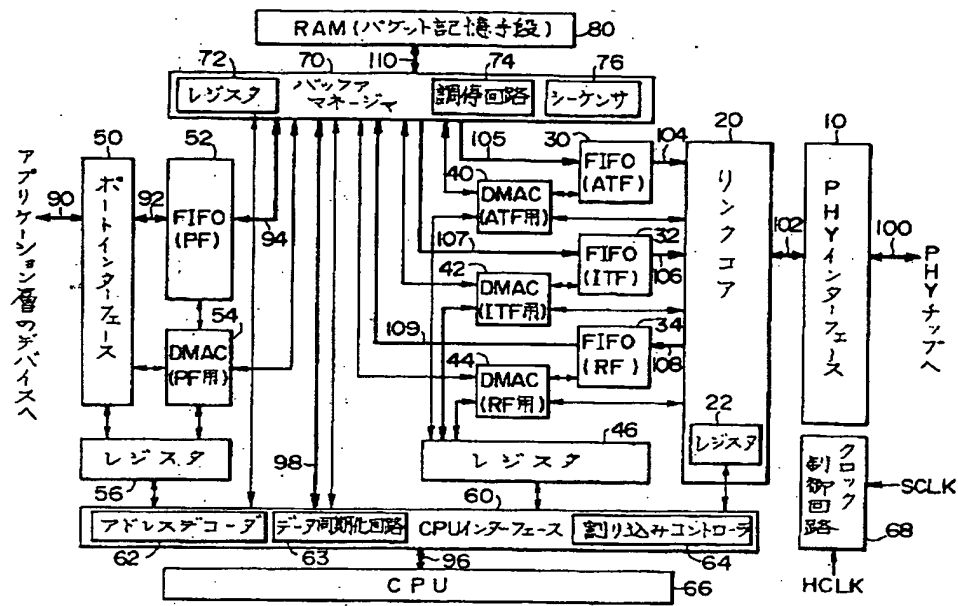 RAM(パケット記憶手段)
80
72
70
110
74
76
レジスタ
バッファ
マネージャ
調停回路
シーケンサ
20
10
50
52
105
30
104
アプリケーション層のデバイスへ
90
ポートインターフェース
92
FIFO
(PF)
94
40
DMAC
(ATF用)
FIFO
(ATF)
リンクコア
102
PHYインターフェース
100
PHYチップへ
107
32
42
DMAC
(ITF用)
FIFO
(ITF)
106
54
DMAC
(PF用)
109
34
44
DMAC
(RF用)
FIFO
(RF)
108
22
レジスタ
レジスタ
56
98
46
レジスタ
60
クロック
制御回路
SCLK
68
HCLK
アドレスデコーダ
データ同期化回路
CPUインターフェース
割り込みコントローラ
62
63
96
64
CPU
66